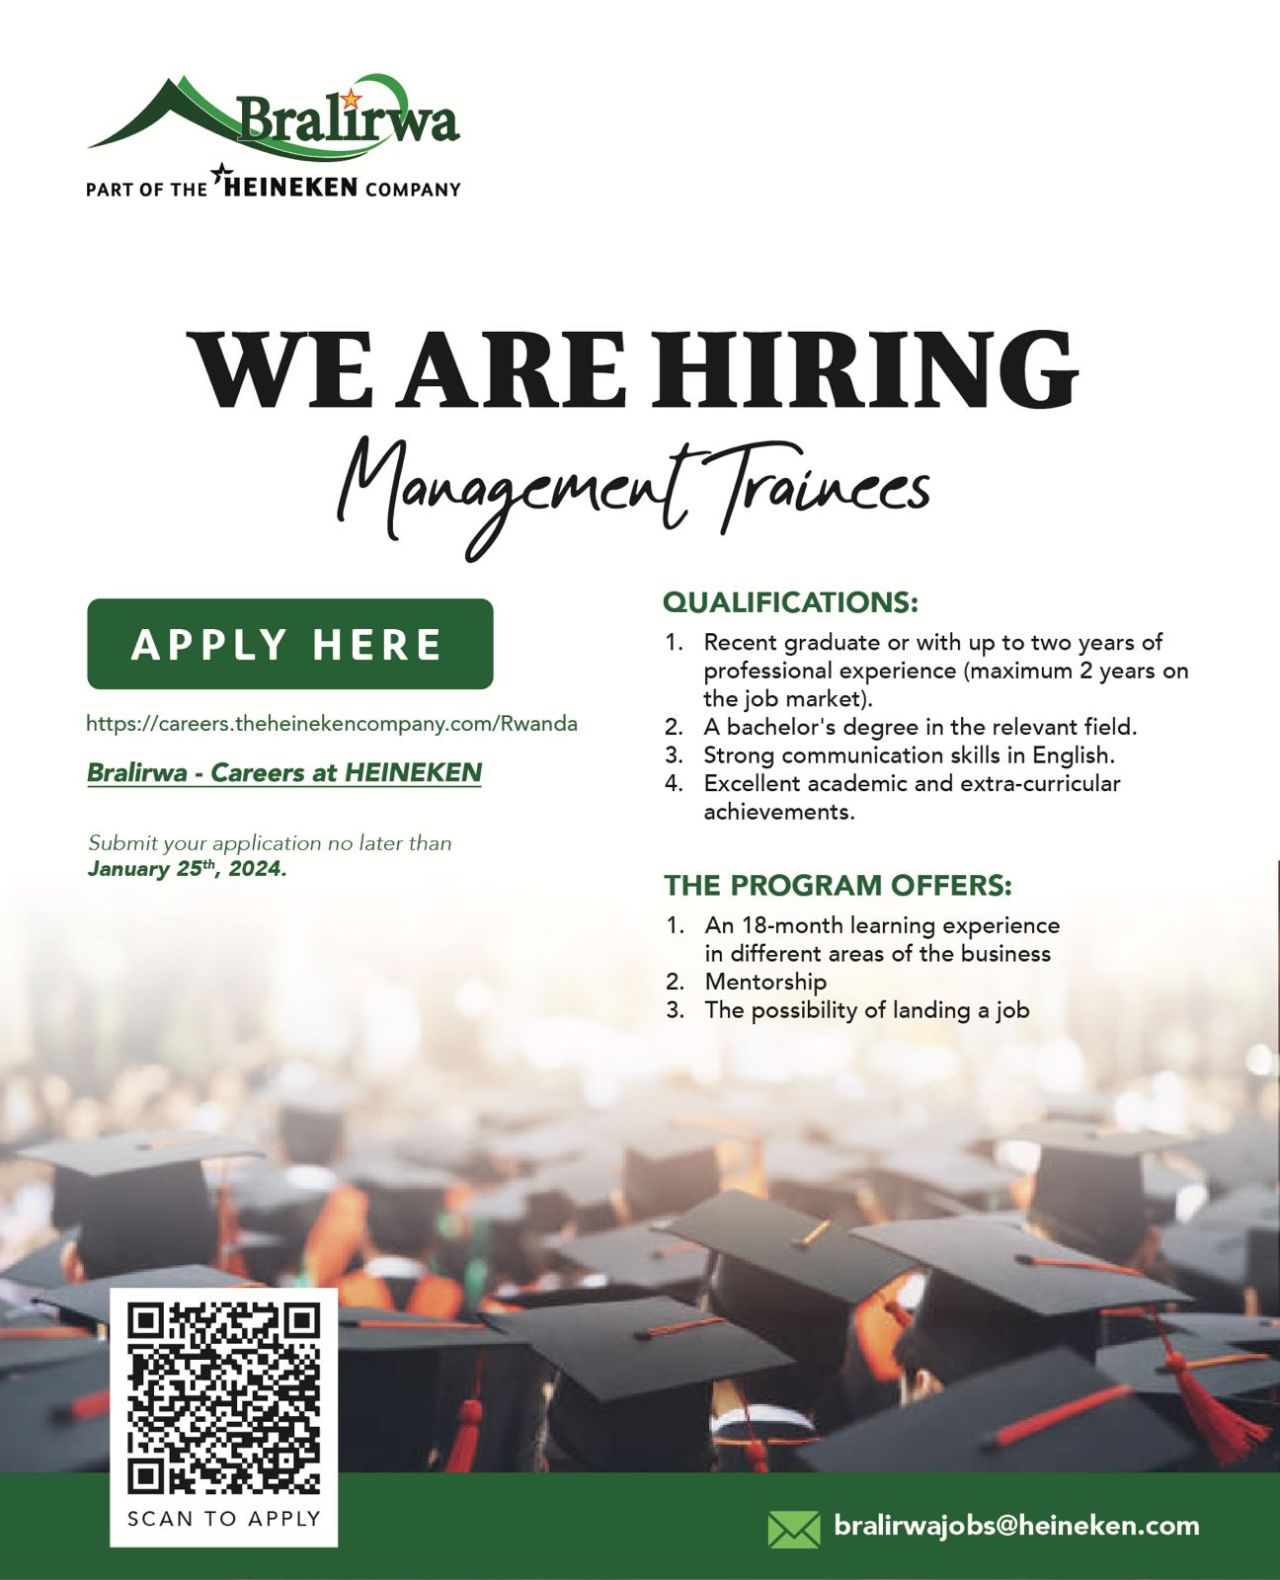 Bralirwa
PART OF THE HEINEKEN COMPANY
WE ARE HIRING
Management Trainees
APPLY HERE
https://careers.theheinekencompany.com/Rwanda
Bralirwa - Careers at HEINEKEN
Submit your application no later than
January 25th, 2024.
QUALIFICATIONS:
1. Recent graduate or with up to two years of
professional experience (maximum 2 years on
the job market).
2. A bachelor's degree in the relevant field.
3. Strong communication skills in English.
4. Excellent academic and extra-curricular
achievements.
THE PROGRAM OFFERS:
1. An 18-month learning experience
in different areas of the business
2. Mentorship
3. The possibility of landing a job
SCAN TO APPLY
bralirwajobs@heineken.com